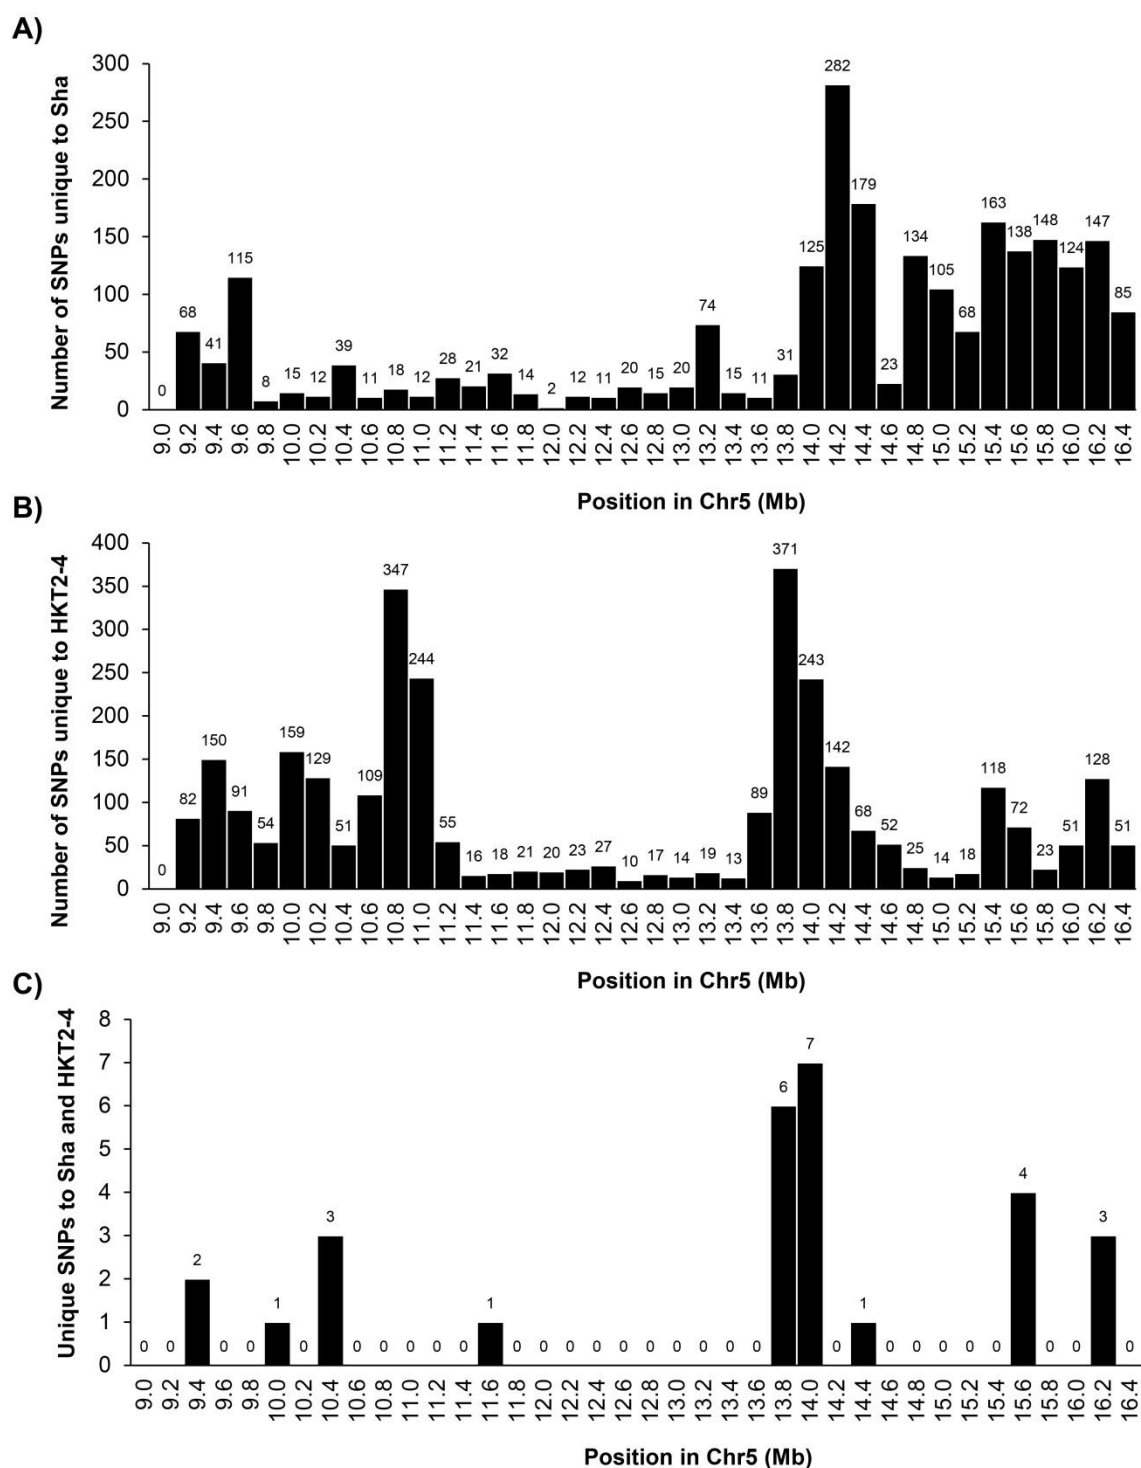 A)
Number of SNPs unique to Sha
300
250
200
150
100
50
0
0 68 41 115 8 15 12 39 11 18 12 28 21 32 14 2 12 11 20 15 20 74 15 11 31 125 282 179 23 134 105 68 163 138 148 124 147 85
9.0 9.2 9.4 9.6 9.8 10.0 10.2 10.4 10.6 10.8 11.0 11.2 11.4 11.6 11.8 12.0 12.2 12.4 12.6 12.8 13.0 13.2 13.4 13.6 13.8 14.0 14.2 14.4 14.6 14.8 15.0 15.2 15.4 15.6 15.8 16.0 16.2 16.4
Position in Chr5 (Mb)
B)
Number of SNPs unique to HKT2-4
400
350
300
250
200
150
100
50
0
0 82 150 91 54 159 129 51 109 347 244 55 16 18 21 20 23 27 10 17 14 19 13 89 371 243 142 68 52 25 14 18 118 72 23 51 128 51
9.0 9.2 9.4 9.6 9.8 10.0 10.2 10.4 10.6 10.8 11.0 11.2 11.4 11.6 11.8 12.0 12.2 12.4 12.6 12.8 13.0 13.2 13.4 13.6 13.8 14.0 14.2 14.4 14.6 14.8 15.0 15.2 15.4 15.6 15.8 16.0 16.2 16.4
Position in Chr5 (Mb)
C)
Unique SNPs to Sha and HKT2-4
8
7
6
5
4
3
2
1
0
0 0 2 0 0 1 0 3 0 0 0 0 0 1 0 0 0 0 0 0 0 0 0 0 6 7 0 1 0 0 0 0 0 4 0 0 3 0
9.0 9.2 9.4 9.6 9.8 10.0 10.2 10.4 10.6 10.8 11.0 11.2 11.4 11.6 11.8 12.0 12.2 12.4 12.6 12.8 13.0 13.2 13.4 13.6 13.8 14.0 14.2 14.4 14.6 14.8 15.0 15.2 15.4 15.6 15.8 16.0 16.2 16.4
Position in Chr5 (Mb)